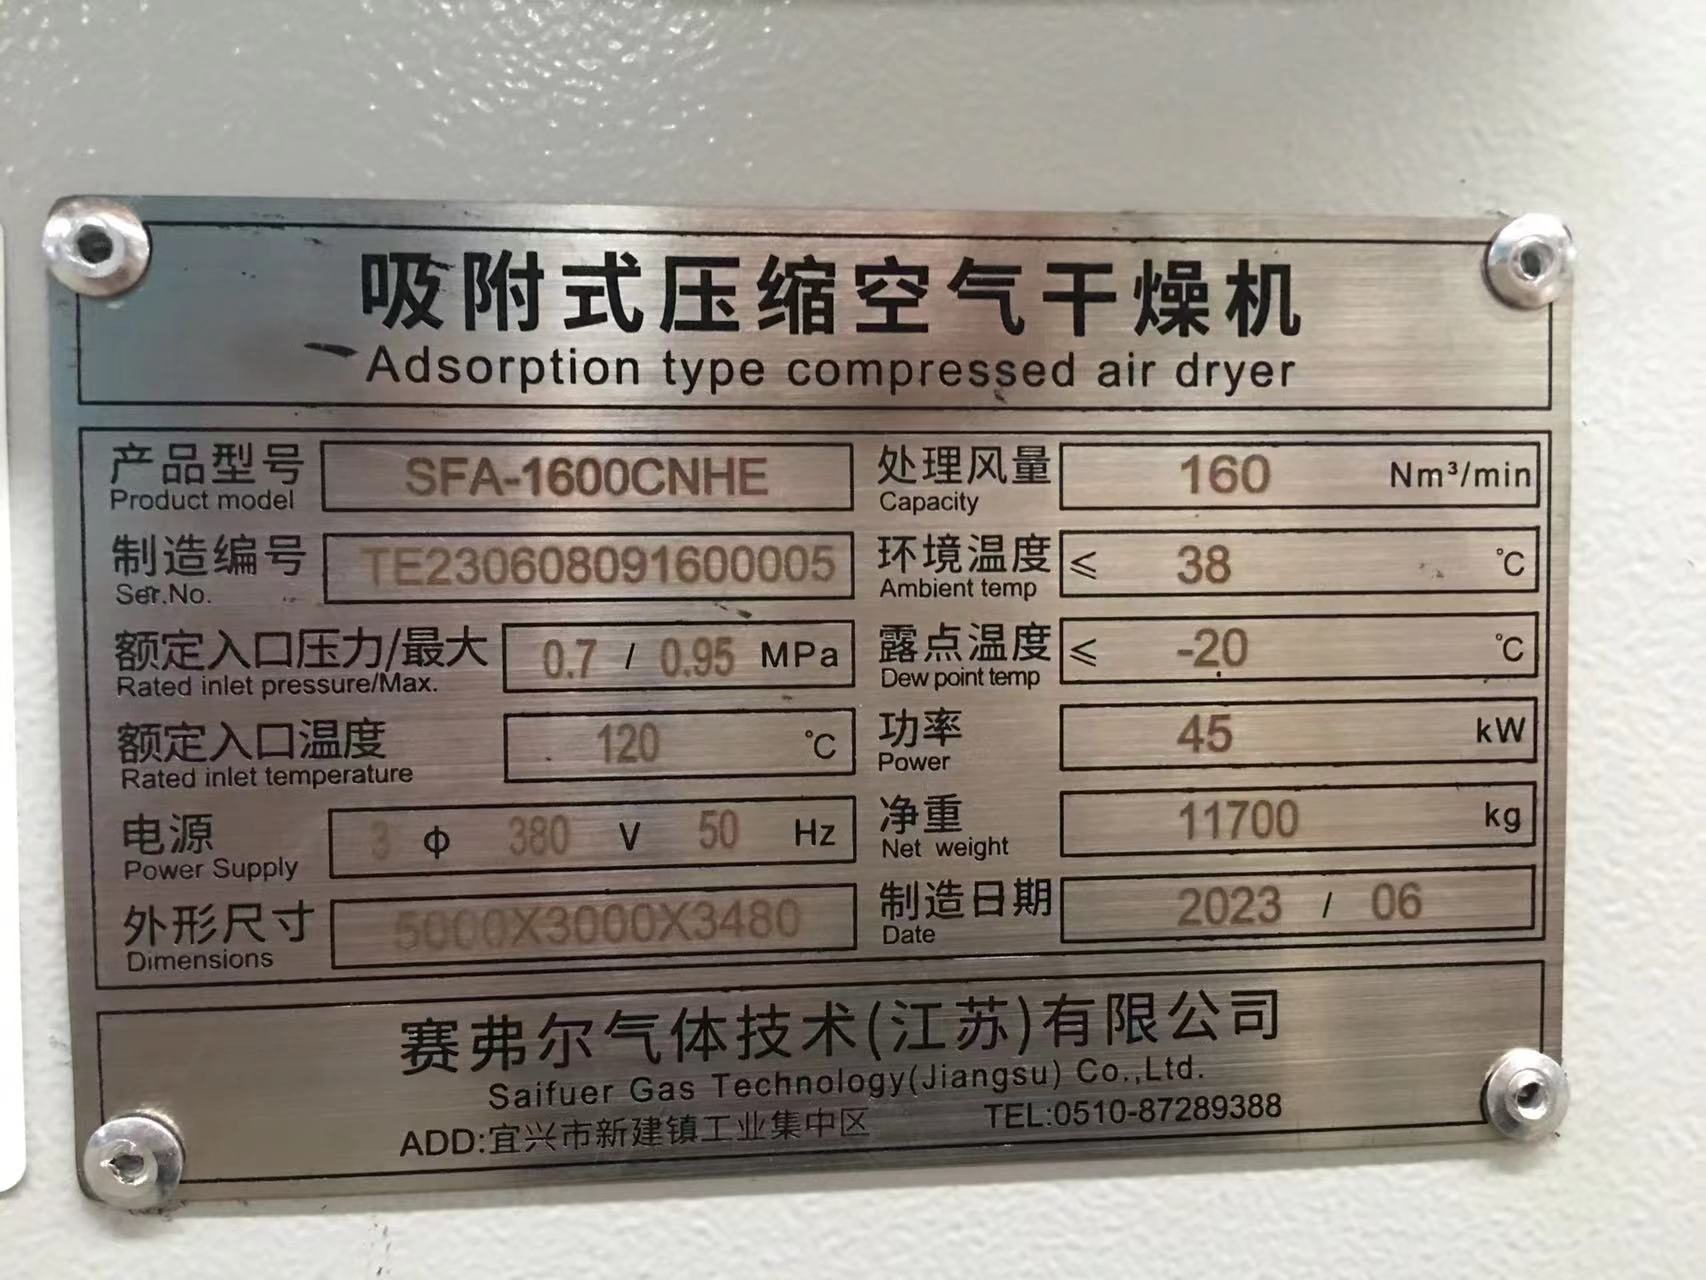 吸附式压缩空气干燥机
Adsorption type compressed air dryer
产品型号 SFA-1600CNHE
Product model
处理风量 160 Nm³/min
Capacity
制造编号 TE230608091600005
Ser.No.
环境温度 ≤ 38 ℃
Ambient temp
额定入口压力/最大 0.7 / 0.95 MPa
Rated inlet pressure/Max.
露点温度 ≤ -20 ℃
Dew point temp
额定入口温度 120 ℃
Rated inlet temperature
功率 45 kW
Power
电源 3 ф 380 V 50 Hz
Power Supply
净重 11700 kg
Net weight
外形尺寸 5000X3000X3480
Dimensions
制造日期 2023 / 06
Date
赛弗尔气体技术(江苏)有限公司
Saifuer Gas Technology(Jiangsu) Co.,Ltd.
ADD:宜兴市新建镇工业集中区 TEL:0510-87289388